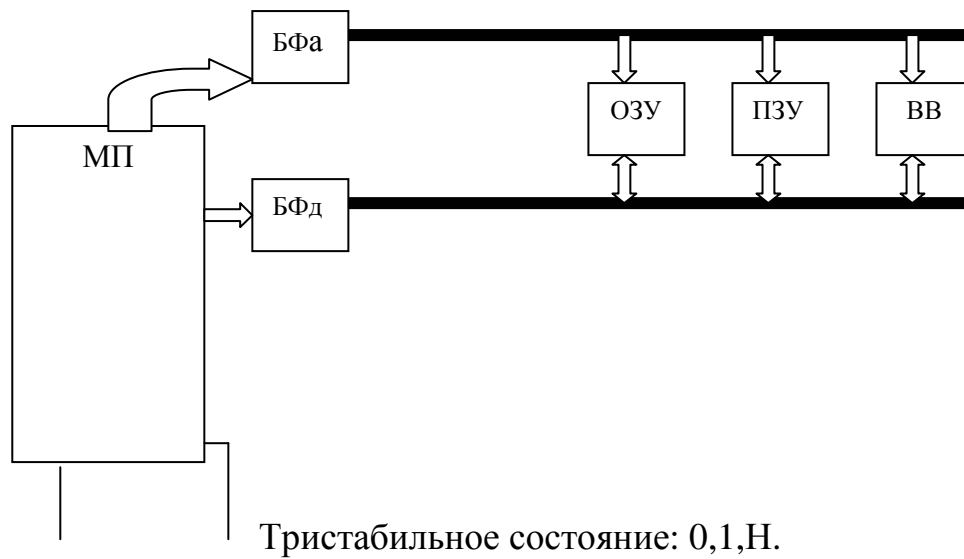 БФа
ОЗУ ПЗУ ВВ
МП
БФд
Тристабильное состояние: 0,1,Н.